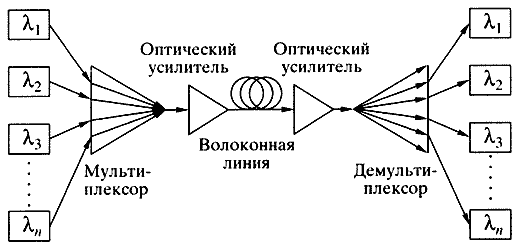 λ1
λ2
λ3
λn
Мульти-
плексор
Оптический
усилитель
Волоконная
линия
Оптический
усилитель
Демульти-
плексор
λ1
λ2
λ3
λn